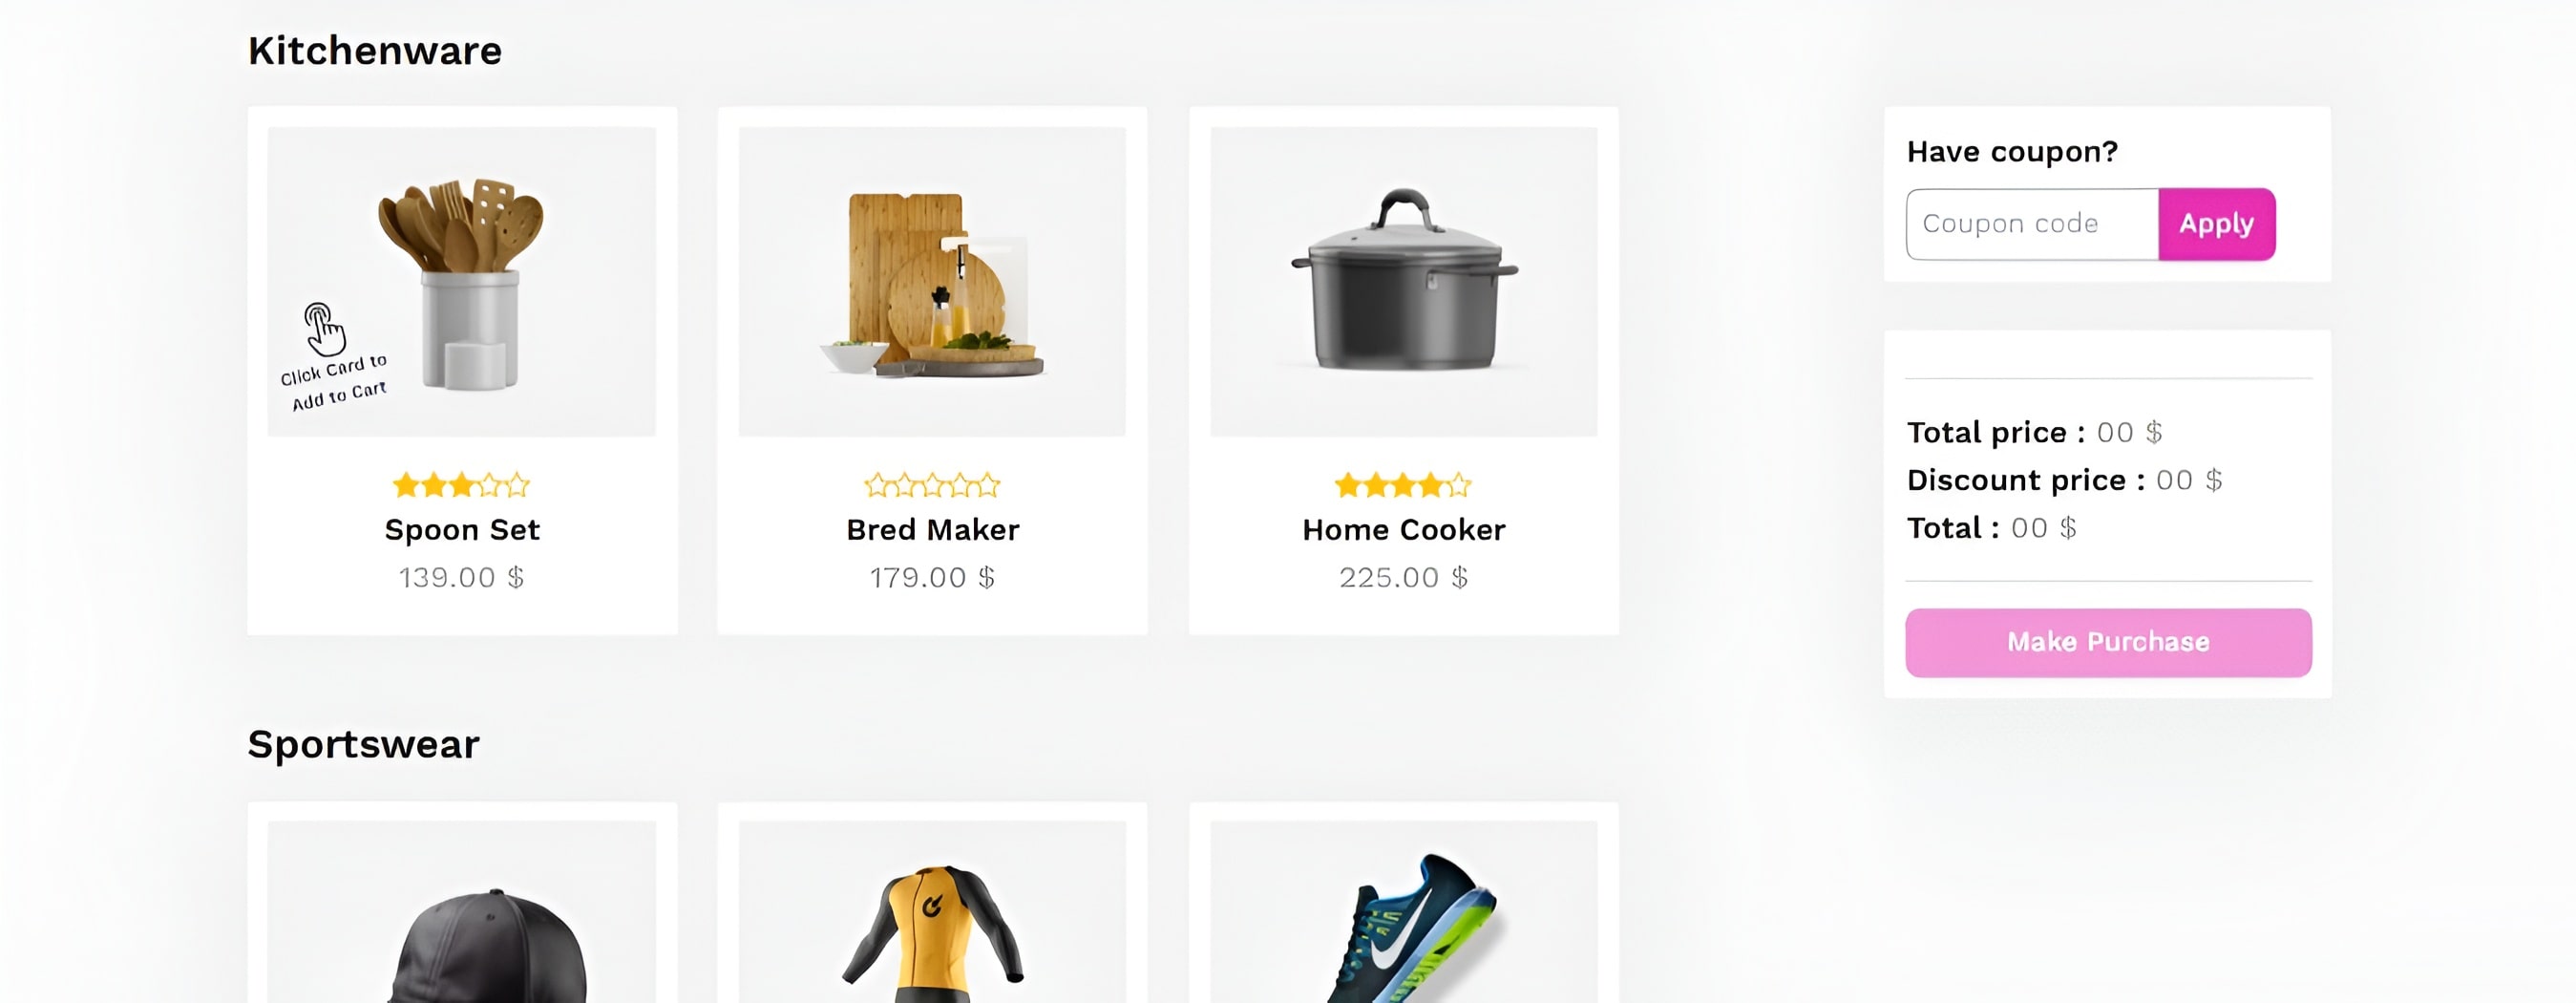 Kitchenware
Click Card to
Add to Cart
Spoon Set
139.00 $
Bred Maker
179.00 $
Home Cooker
225.00 $
Have coupon?
Coupon code
Apply
Total price : 00 $
Discount price : 00 $
Total : 00 $
Make Purchase
Sportswear